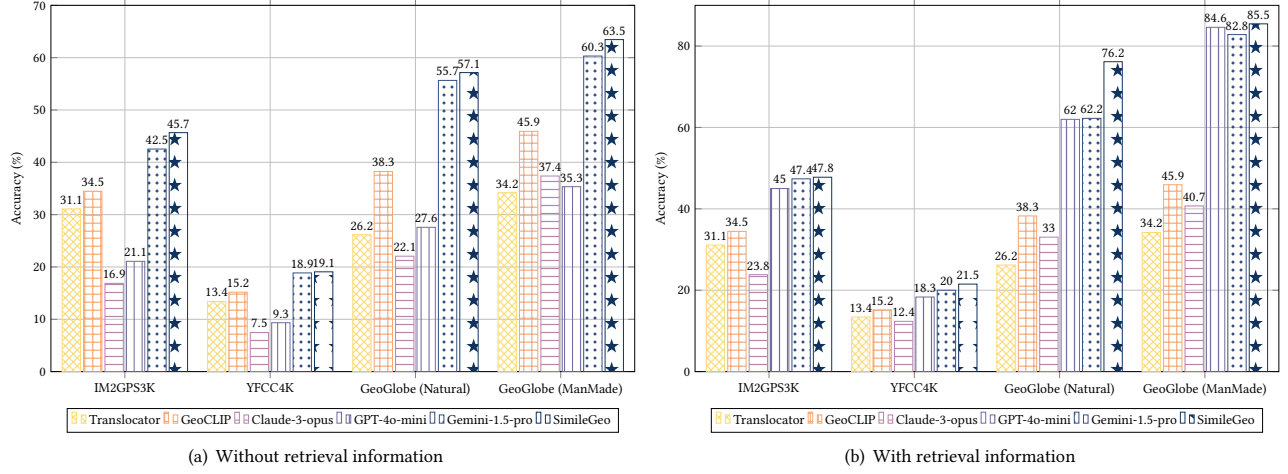 70
60
50
40
30
20
10
0
Accuracy (%)
31.1 34.5 16.9 21.1 42.5 45.7
13.4 15.2 7.5 9.3 18.9 19.1
26.2 38.3 22.1 27.6 55.7 57.1
34.2 45.9 37.4 35.3 60.3 63.5
IM2GPS3K YFCC4K GeoGlobe (Natural) GeoGlobe (ManMade)
Translocator GeoCLIP Claude-3-opus GPT-4o-mini Gemini-1.5-pro SimileGeo
(a) Without retrieval information
80
60
40
20
0
Accuracy (%)
31.1 34.5 23.8 45 47.4 47.8
13.4 15.2 12.4 18.3 20 21.5
26.2 38.3 33 62 62.2 76.2
34.2 45.9 40.7 84.6 82.8 85.5
IM2GPS3K YFCC4K GeoGlobe (Natural) GeoGlobe (ManMade)
Translocator GeoCLIP Claude-3-opus GPT-4o-mini Gemini-1.5-pro SimileGeo
(b) With retrieval information